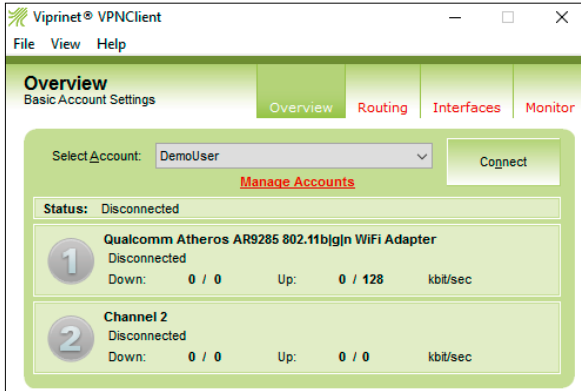 Viprinet® VPNClient
File View Help
Overview
Basic Account Settings
Overview Routing Interfaces Monitor
Select Account: DemoUser Connect
Manage Accounts
Status: Disconnected
1
Qualcomm Atheros AR9285 802.11b|g|n WiFi Adapter
Disconnected
Down: 0 / 0 Up: 0 / 128 kbit/sec
2
Channel 2
Disconnected
Down: 0 / 0 Up: 0 / 0 kbit/sec